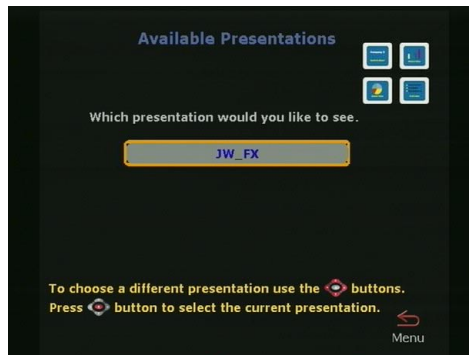 Available Presentations
Which presentation would you like to see.
JW_FX
To choose a different presentation use the buttons.
Press button to select the current presentation.
Menu